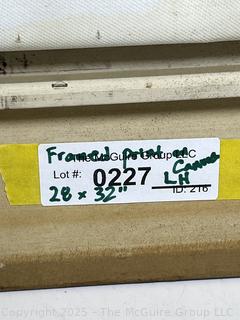 Framed print on
The McGuire Group LLC
Canvas
Lot #: 0227 LH
28 x 32" ID: 216
Copyright © 2025 - The McGuire Group LLC